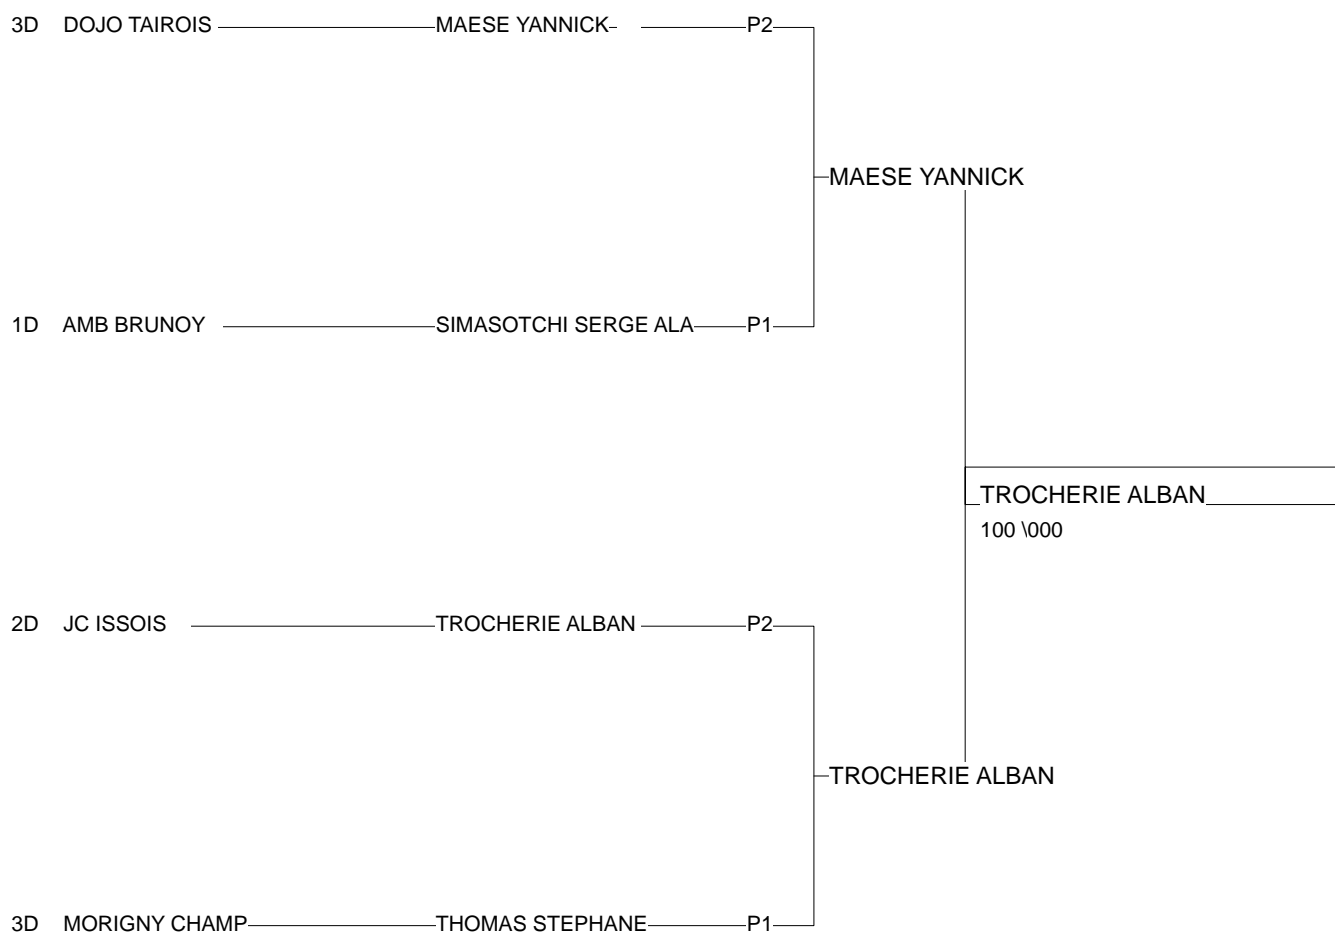 3D DOJO TAIROIS MAESE YANNICK P2
MAESE YANNICK
1D AMB BRUNOY SIMASOTCHI SERGE ALA P1
TROCHERIE ALBAN
100 \000
2D JC ISSOIS TROCHERIE ALBAN P2
TROCHERIE ALBAN
3D MORIGNY CHAMP THOMAS STEPHANE P1